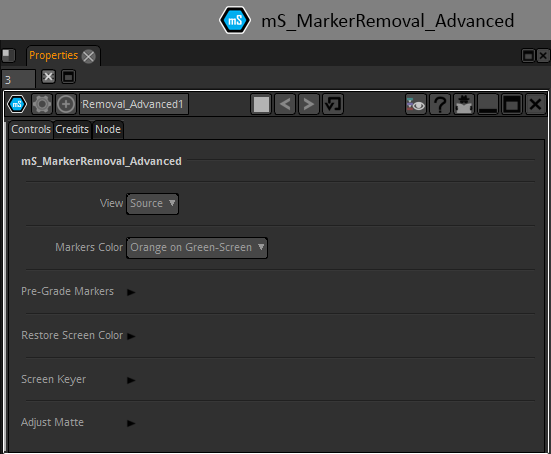 mS mS_MarkerRemoval_Advanced
Properties
3
mS Removal_Advanced1
Controls Credits Node
mS_MarkerRemoval_Advanced
View Source
Markers Color Orange on Green-Screen
Pre-Grade Markers
Restore Screen Color
Screen Keyer
Adjust Matte